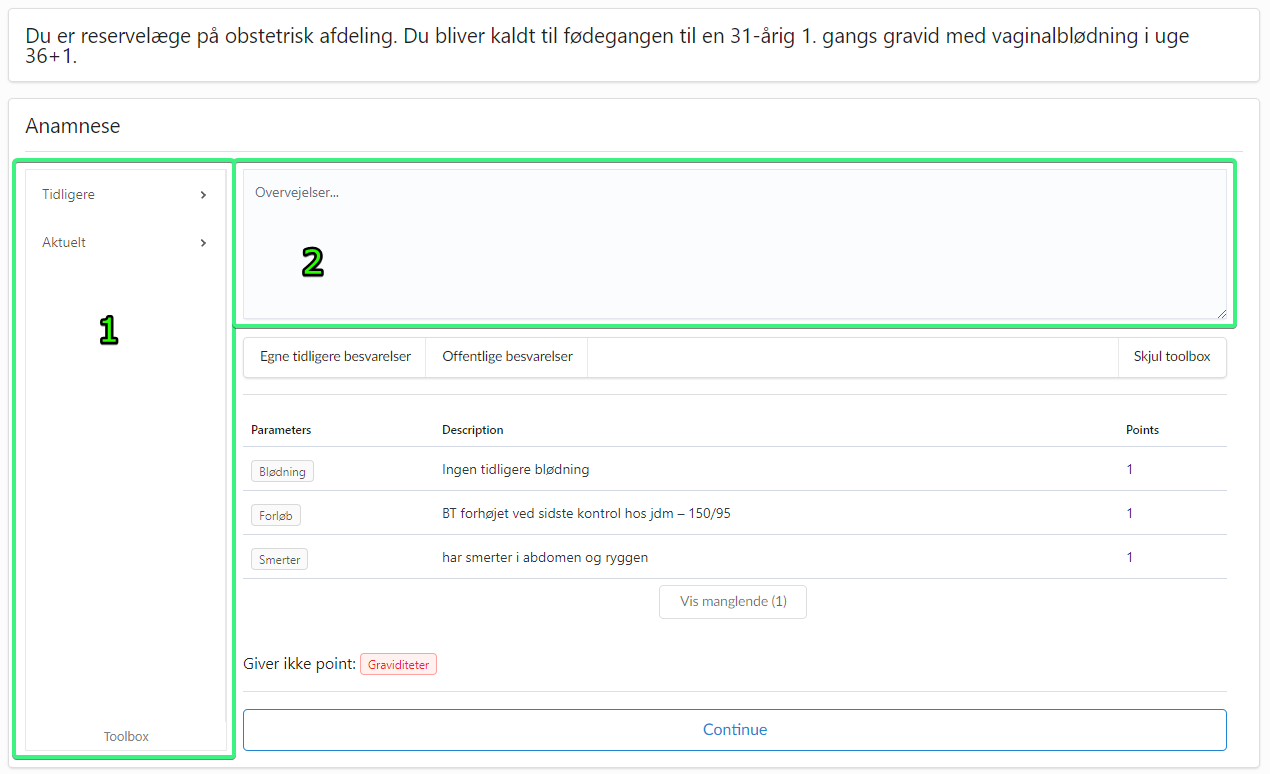 Du er reservelæge på obstetrisk afdeling. Du bliver kaldt til fødegangen til en 31-årig 1. gangs gravid med vaginalblødning i uge
36+1.
Anamnese
Tidligere
Aktuelt
1
Toolbox
Overvejelser...
2
Egne tidligere besvarelser Offentlige besvarelser Skjul toolbox
Parameters Description Points
Blødning Ingen tidligere blødning 1
Forløb BT forhøjet ved sidste kontrol hos jdm – 150/95 1
Smerter har smerter i abdomen og ryggen 1
Vis manglende (1)
Giver ikke point: Graviditeter
Continue